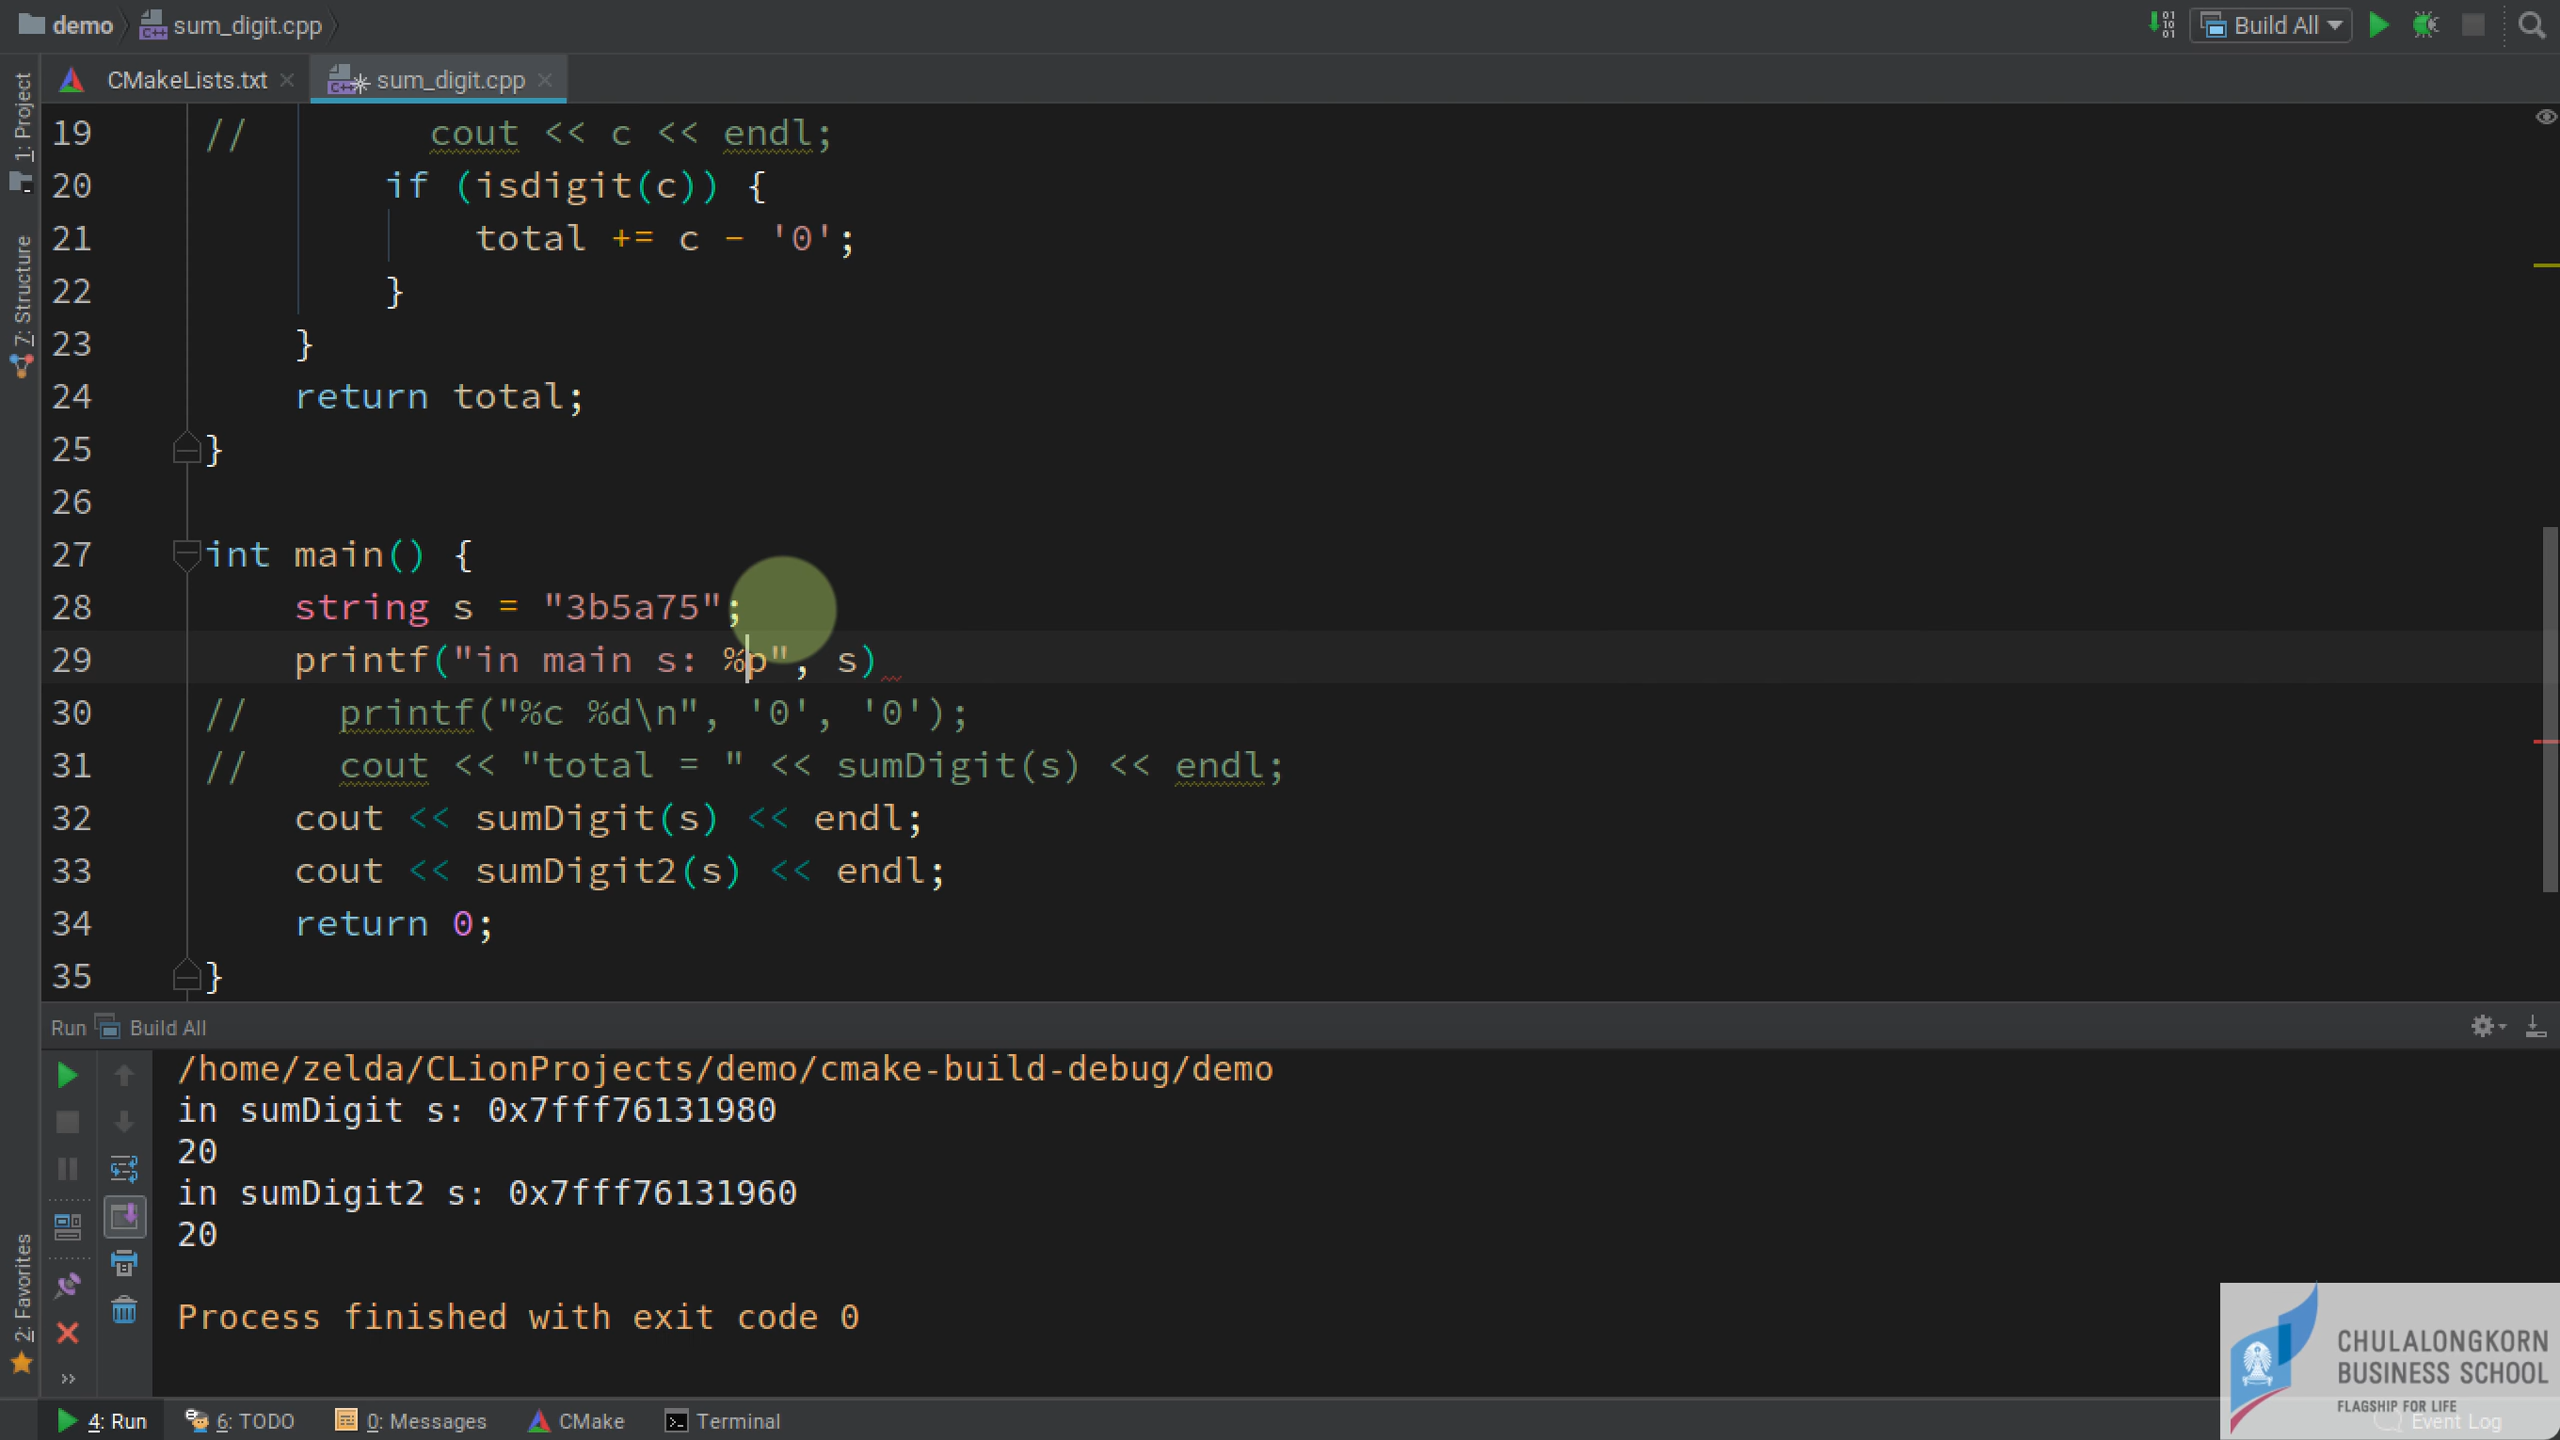 demo sum_digit.cpp Build All
CMakeLists.txt sum_digit.cpp
1: Project
7: Structure
2: Favorites
19 // cout << c << endl;
20 if (isdigit(c)) {
21 total += c - '0';
22 }
23 }
24 return total;
25 }
26
27 int main() {
28 string s = "3b5a75";
29 printf("in main s: %p", s)
30 // printf("%c %d\n", '0', '0');
31 // cout << "total = " << sumDigit(s) << endl;
32 cout << sumDigit(s) << endl;
33 cout << sumDigit2(s) << endl;
34 return 0;
35 }
Run Build All
/home/zelda/CLionProjects/demo/cmake-build-debug/demo
in sumDigit s: 0x7fff76131980
20
in sumDigit2 s: 0x7fff76131960
20
Process finished with exit code 0
CHULALONGKORN
BUSINESS SCHOOL
FLAGSHIP FOR LIFE
4: Run 6: TODO 0: Messages CMake Terminal Event Log